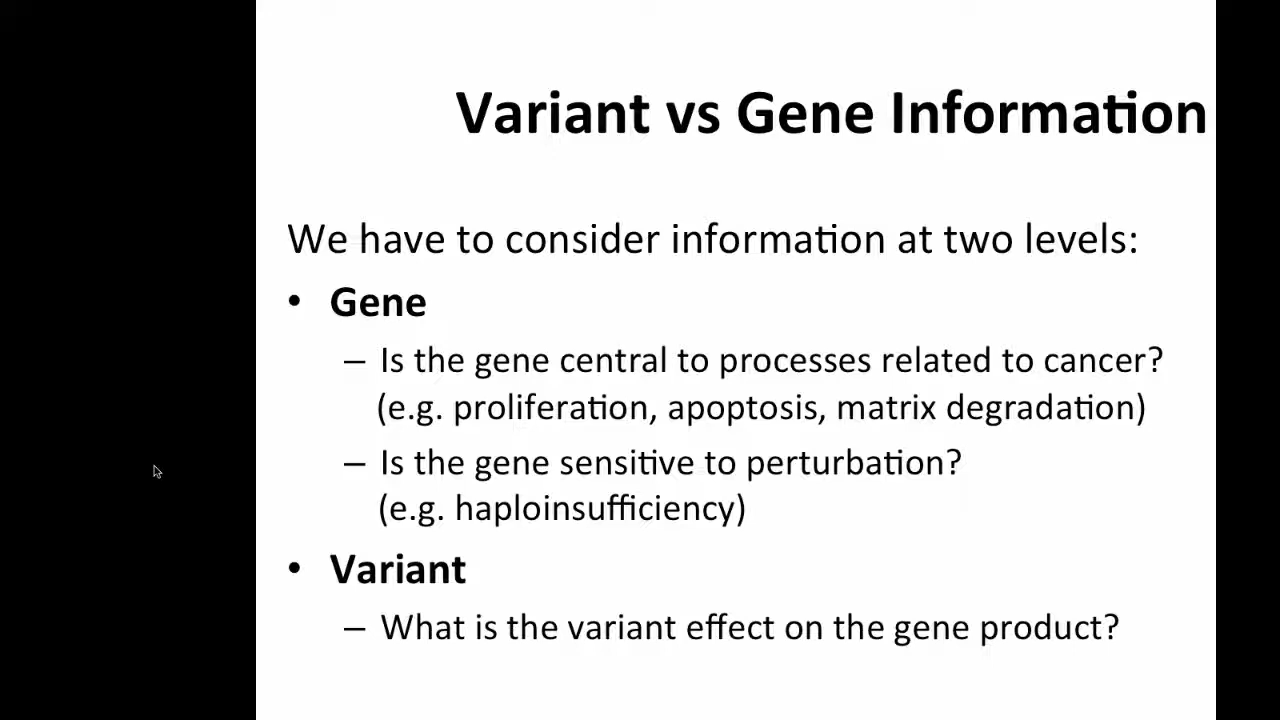 Variant vs Gene Information
We have to consider information at two levels:
• Gene
– Is the gene central to processes related to cancer?
(e.g. proliferation, apoptosis, matrix degradation)
– Is the gene sensitive to perturbation?
(e.g. haploinsufficiency)
• Variant
– What is the variant effect on the gene product?